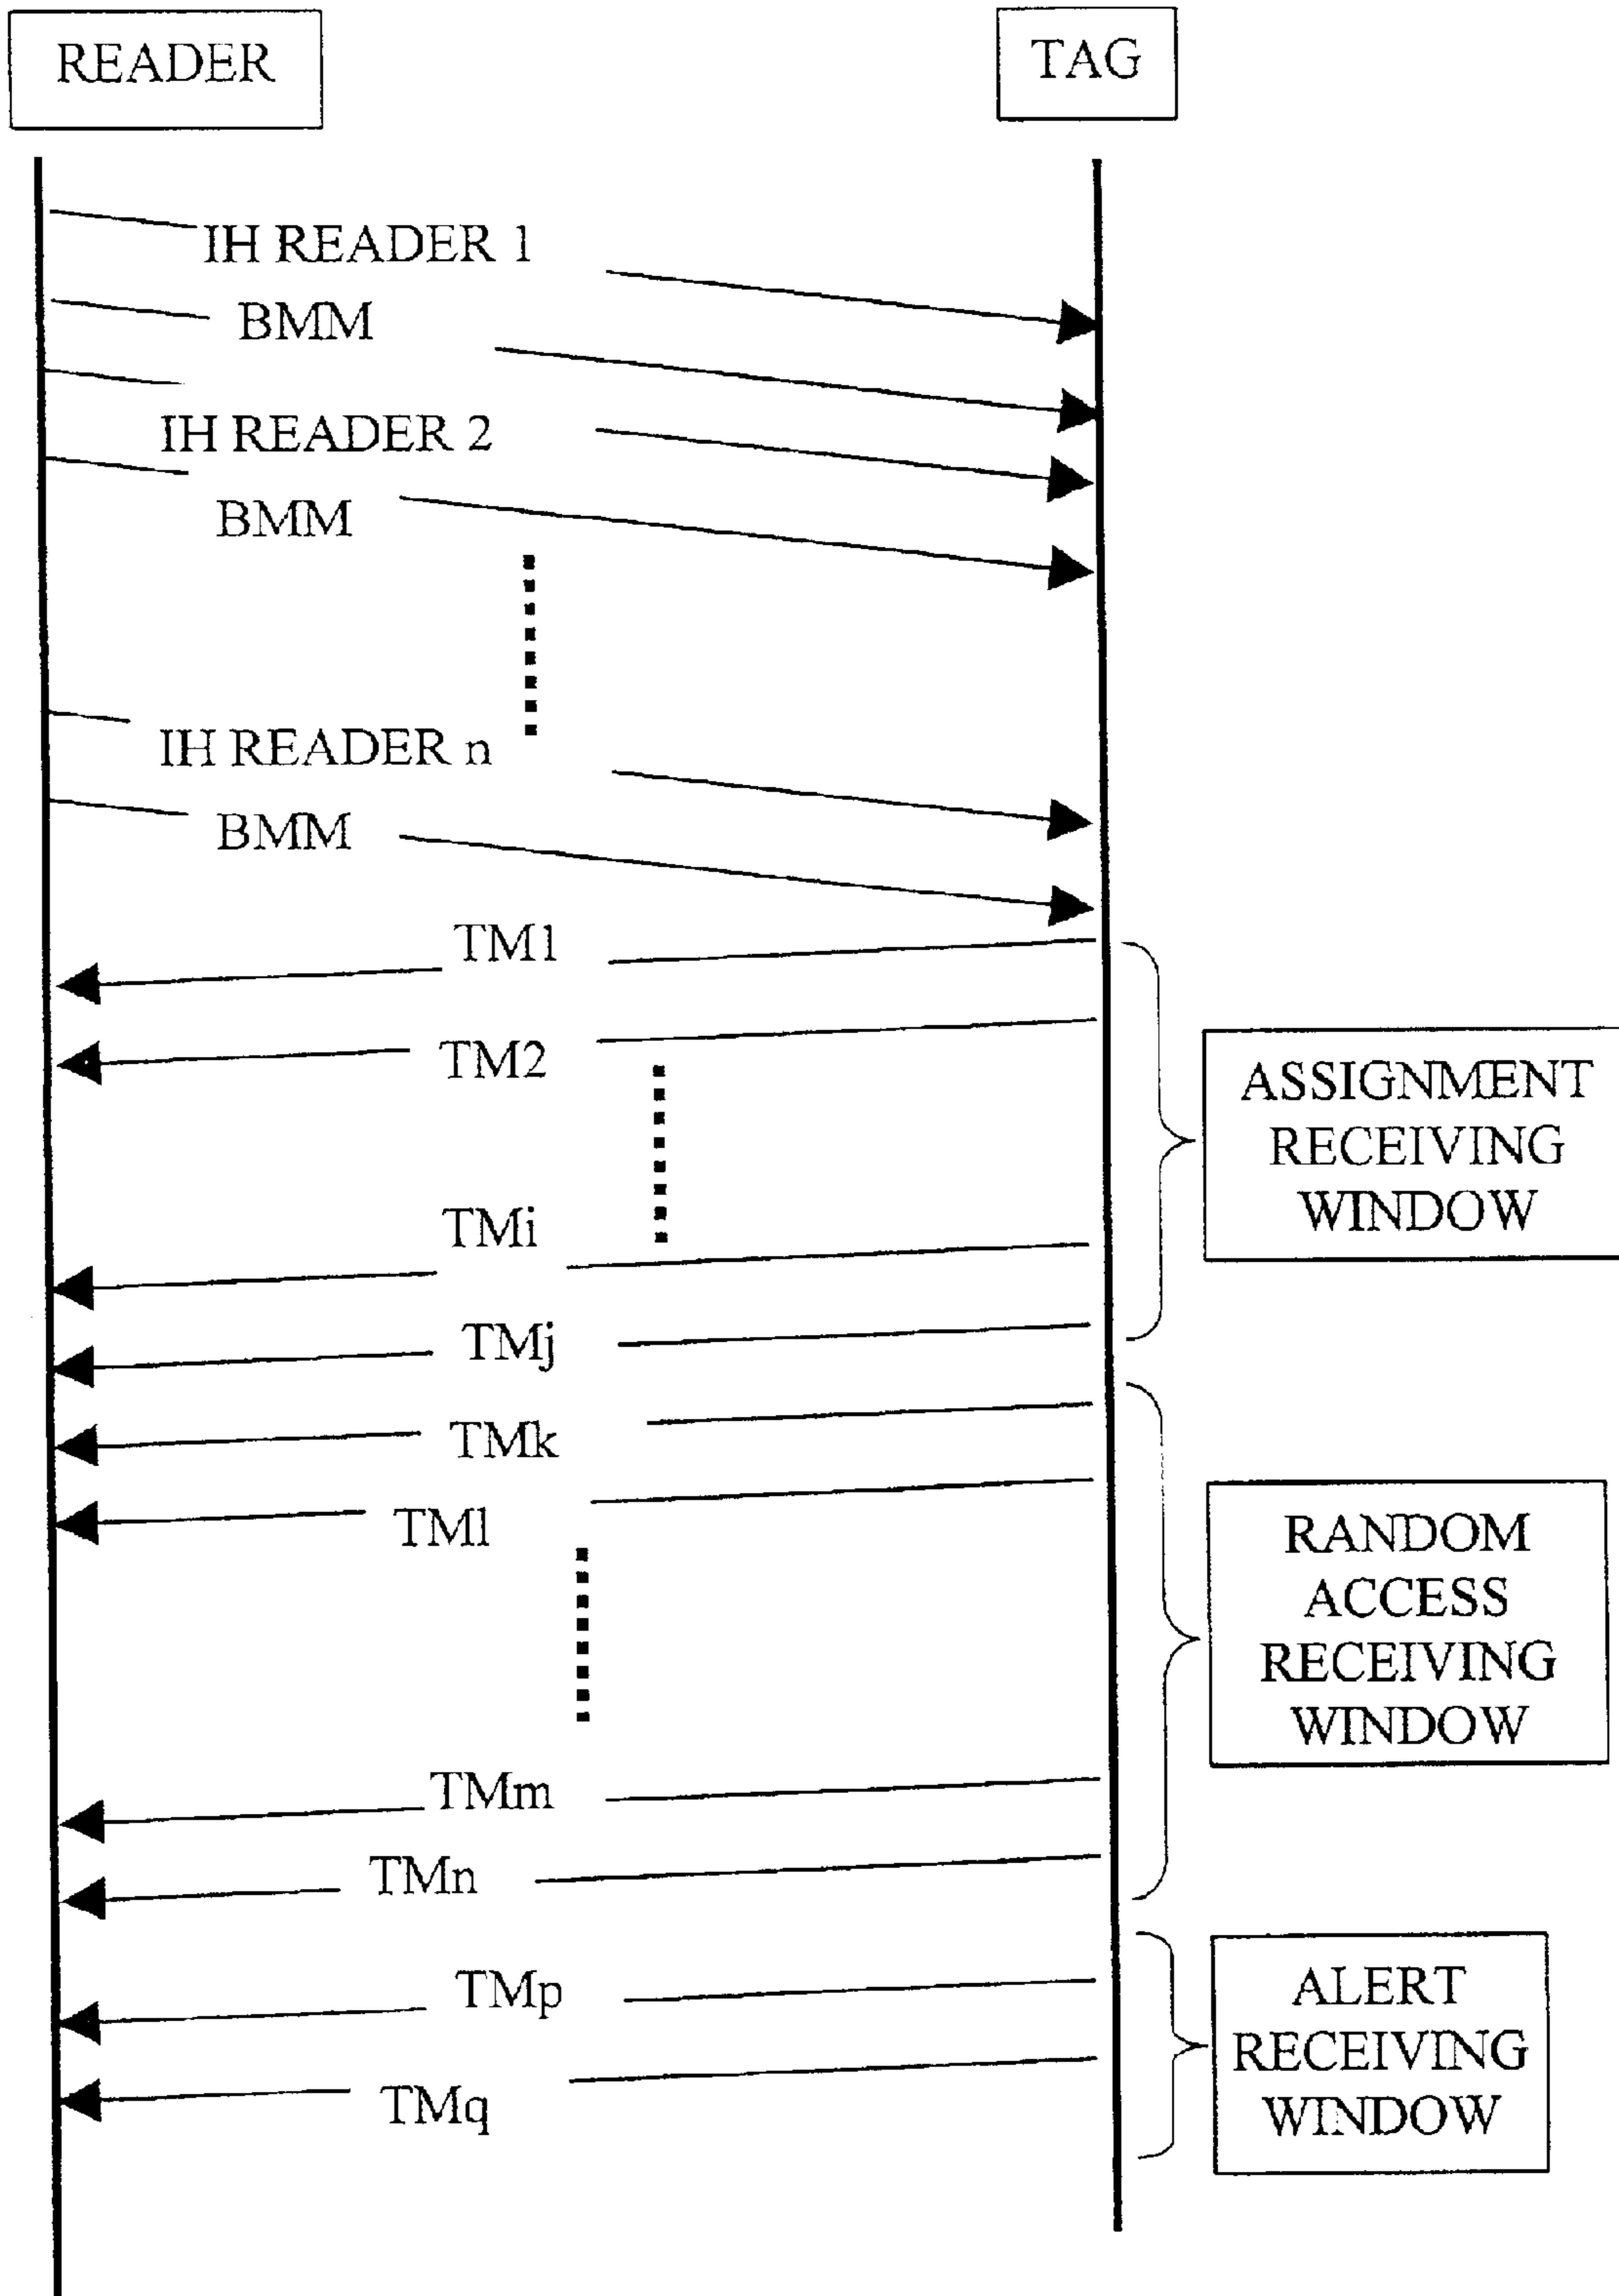 READER
TAG
IH READER 1
BMM
IH READER 2
BMM
IH READER n
BMM
TM1
TM2
ASSIGNMENT
RECEIVING
WINDOW
TMi
TMj
TMk
TMl
RANDOM
ACCESS
RECEIVING
WINDOW
TMm
TMn
TMp
TMq
ALERT
RECEIVING
WINDOW